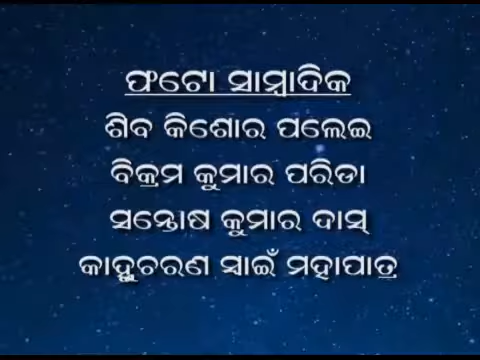 ଫଟୋ ସାମ୍ବାଦିକ
ଶିବ କିଶୋର ପଲେଇ
ବିକ୍ରମ କୁମାର ପରିଡା
ସନ୍ତୋଷ କୁମାର ଦାସ୍
କାହ୍ନୁଚରଣ ସାଇଁ ମହାପାତ୍ର